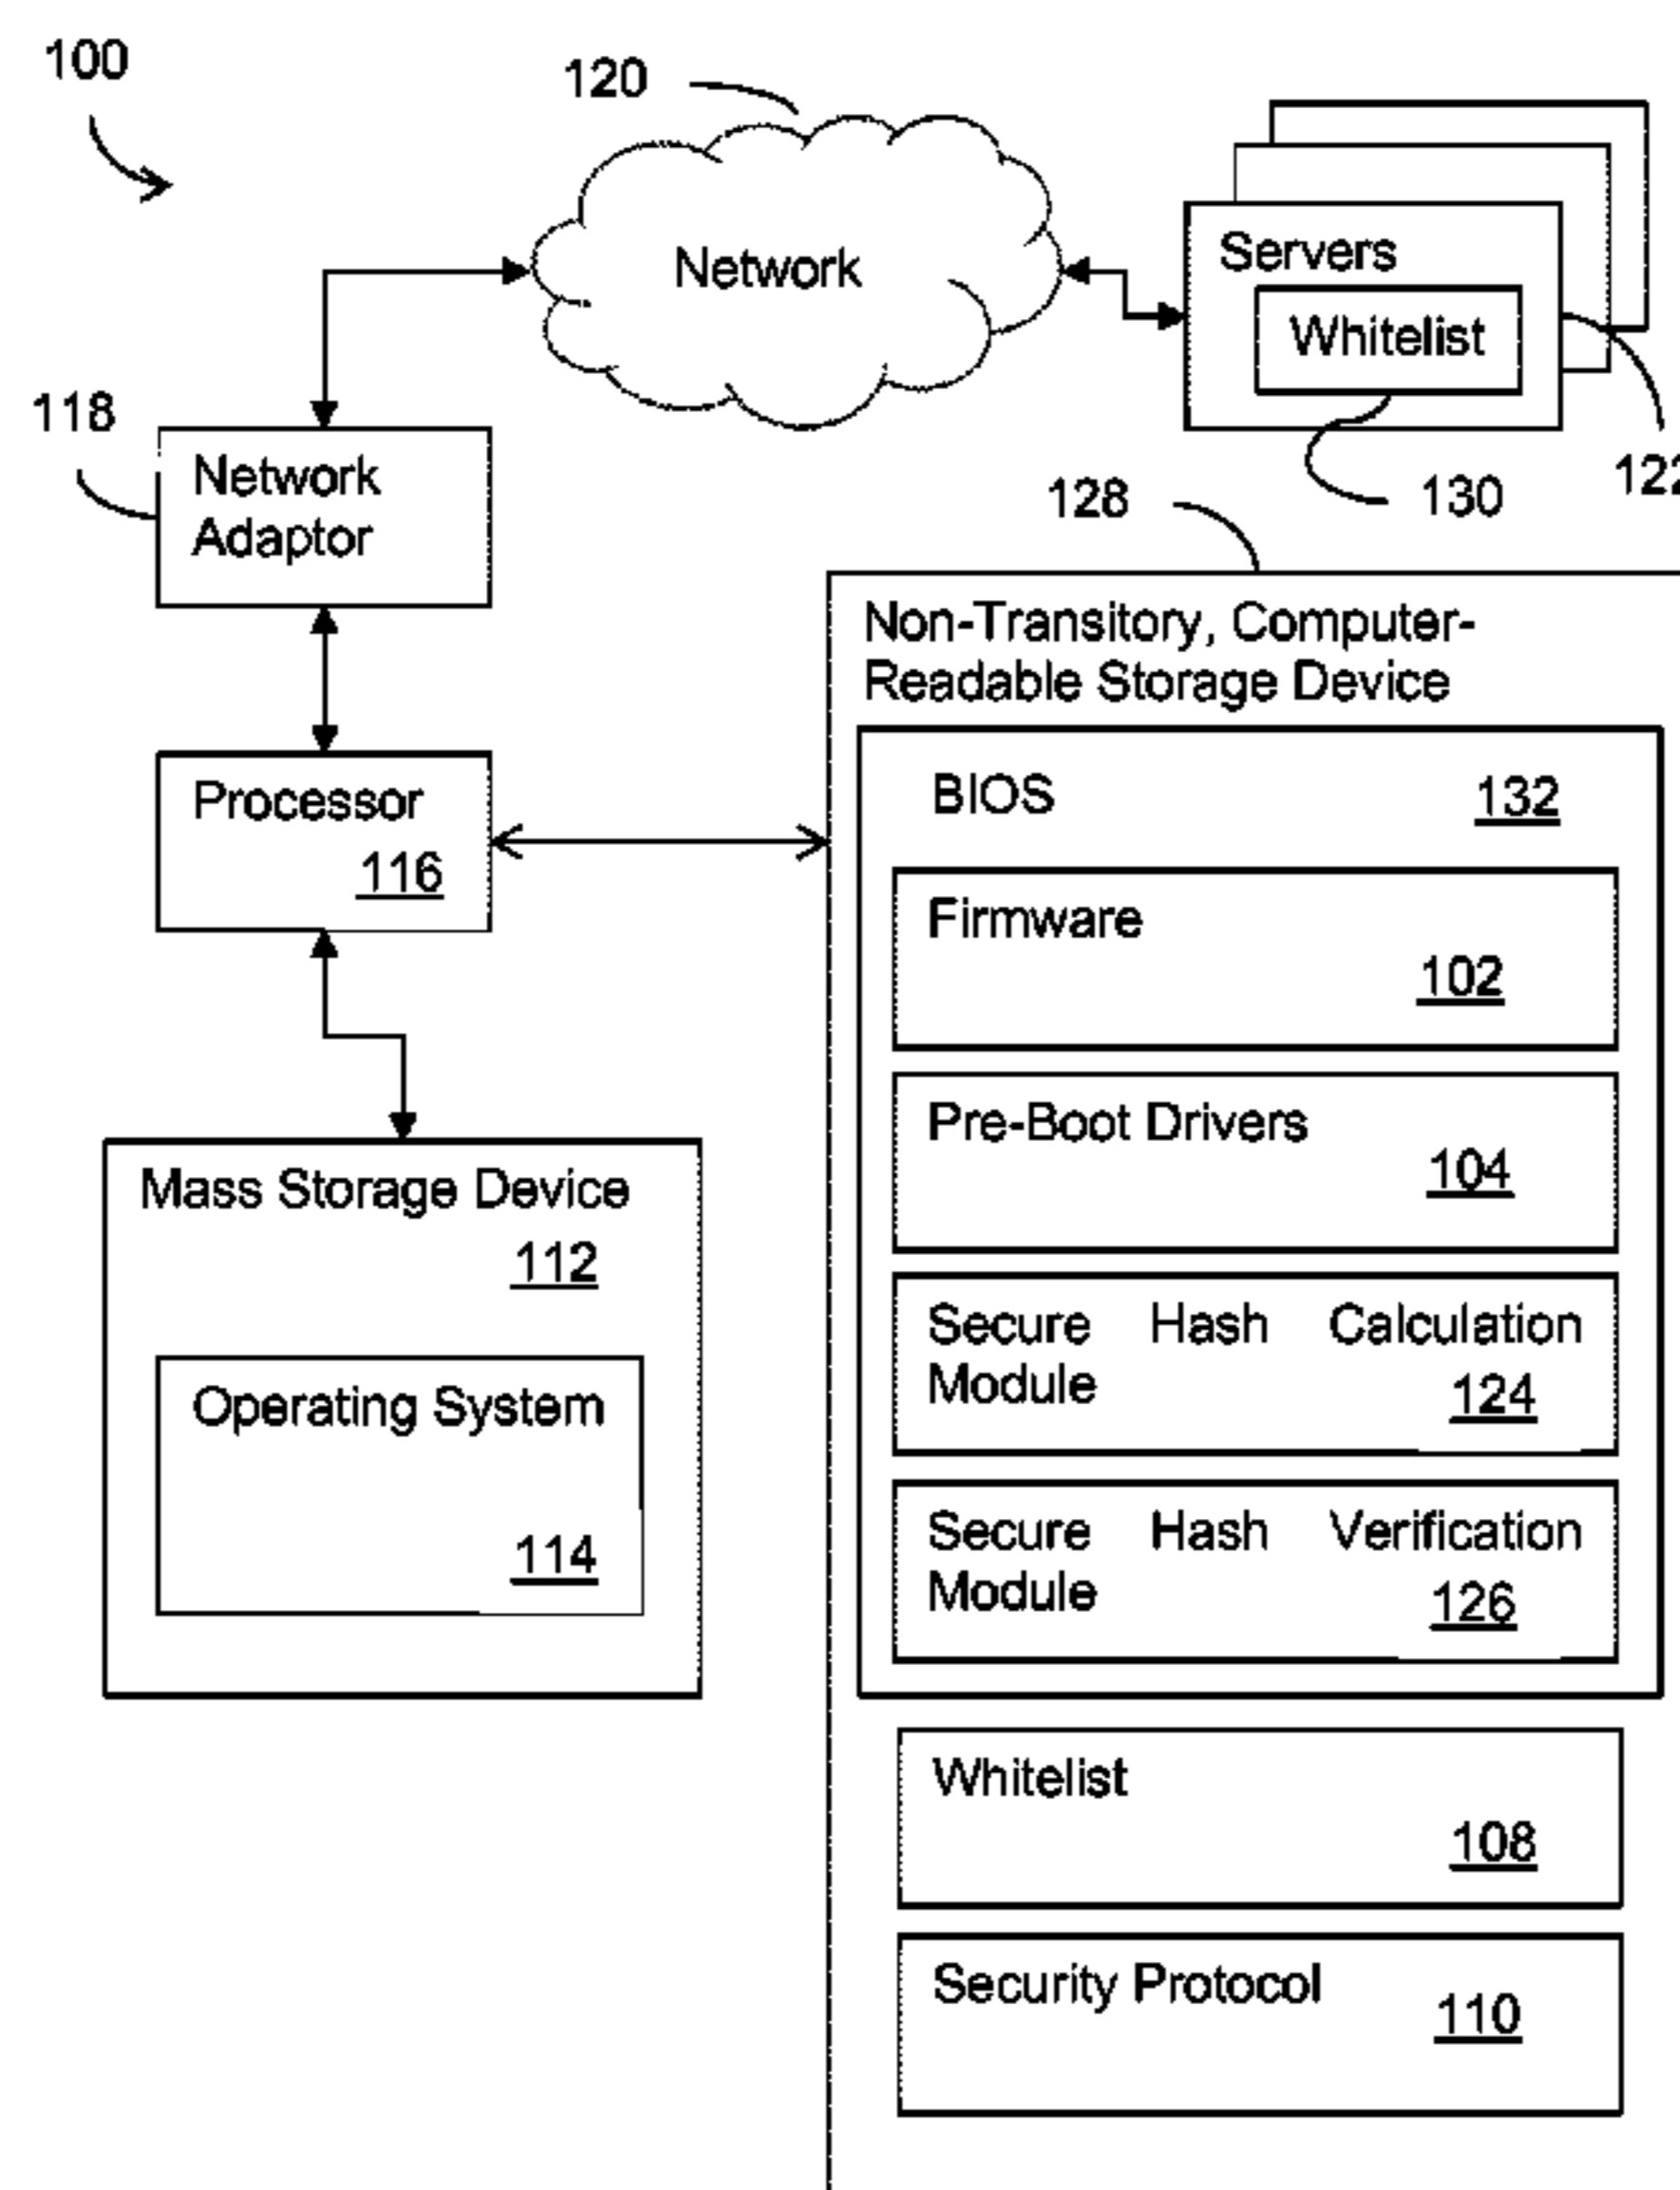 100
120
Network
Servers
Whitelist
118
Network
Adaptor
128
130
122
Non-Transitory, Computer-
Readable Storage Device
Processor
116
BIOS
132
Firmware
102
Pre-Boot Drivers
104
Mass Storage Device
112
Operating System
114
Secure Hash Calculation
Module
124
Secure Hash Verification
Module
126
Whitelist
108
Security Protocol
110